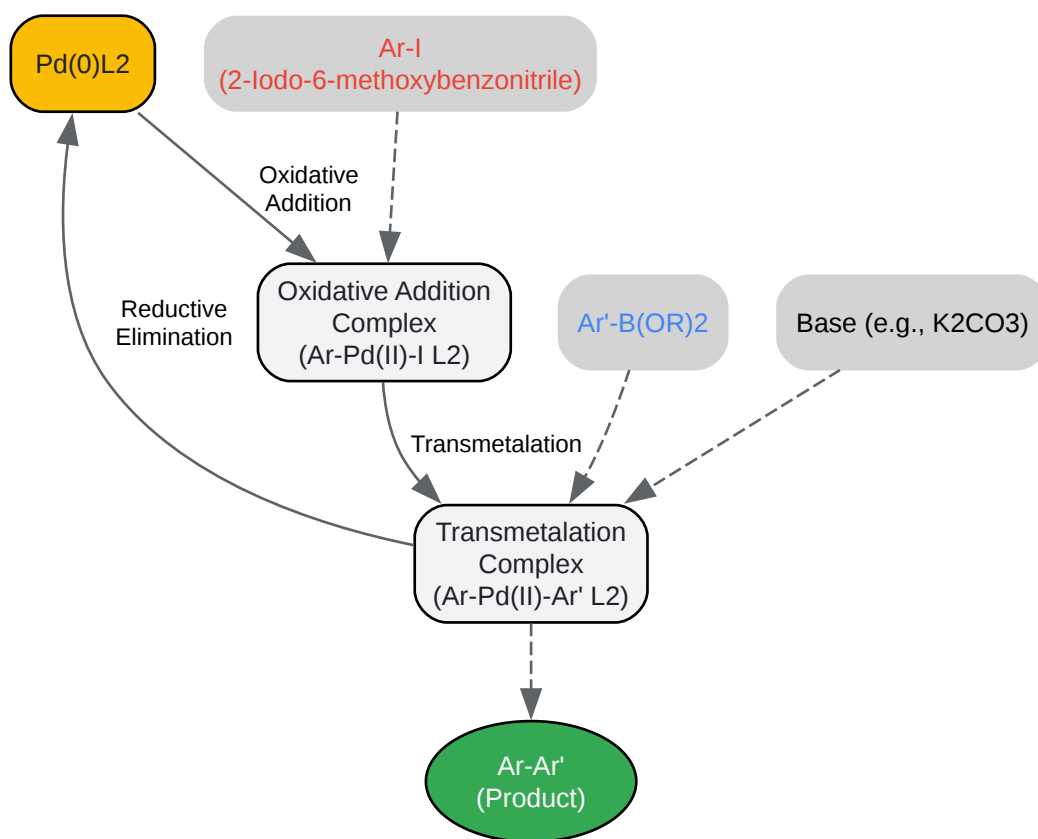 Pd(0)L2
Ar-I
(2-Iodo-6-methoxybenzonitrile)
Oxidative
Addition
Oxidative Addition
Complex
(Ar-Pd(II)-I L2)
Ar'-B(OR)2
Base (e.g., K2CO3)
Reductive
Elimination
Transmetalation
Transmetalation
Complex
(Ar-Pd(II)-Ar' L2)
Ar-Ar'
(Product)